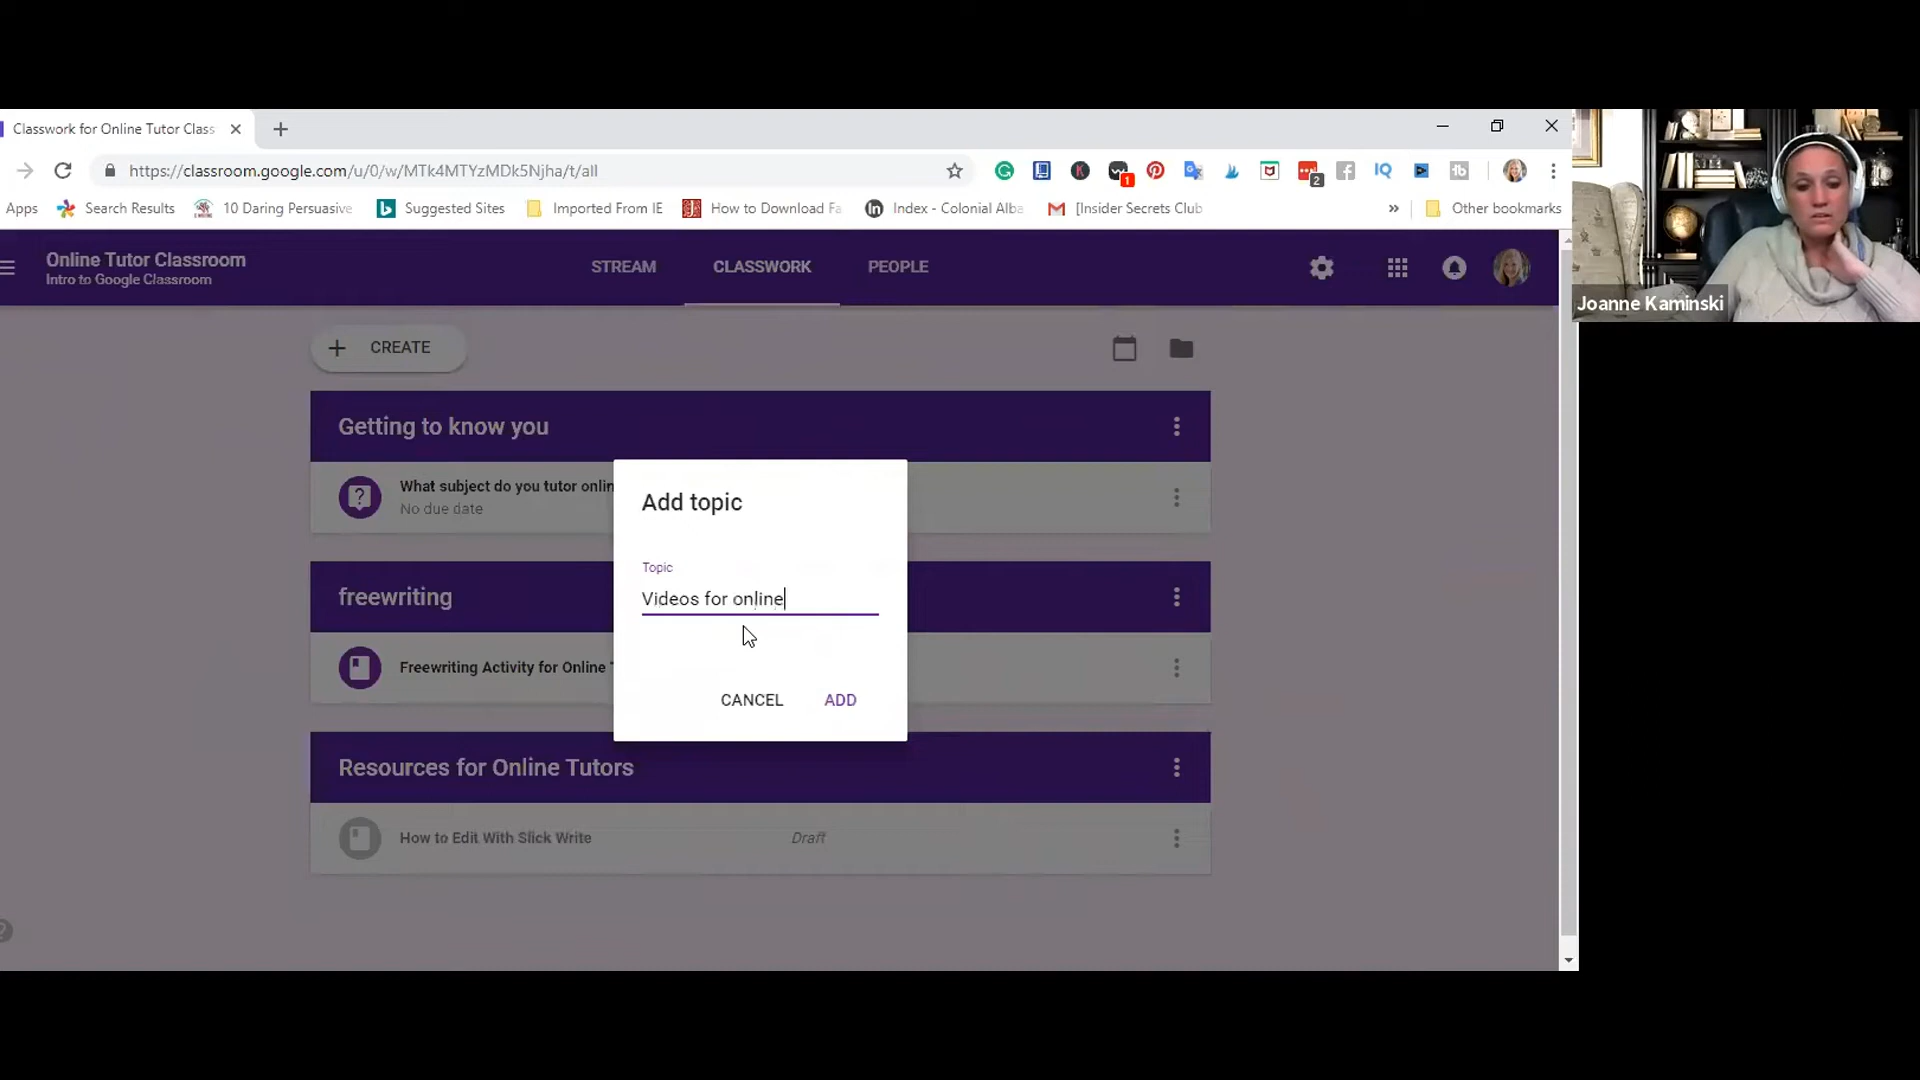 Classwork for Online Tutor Class
https://classroom.google.com/u/0/w/MTk4MTYzMDk5Njha/t/all
1
2
IQ
tb
Apps
Search Results
10 Daring Persuasive
Suggested Sites
Imported From IE
How to Download Fa
Index - Colonial Alba
[Insider Secrets Club
»
Other bookmarks
Joanne Kaminski
Online Tutor Classroom
Intro to Google Classroom
STREAM
CLASSWORK
PEOPLE
CREATE
Getting to know you
What subject do you tutor onlin
No due date
freewriting
Freewriting Activity for Online T
Resources for Online Tutors
How to Edit With Slick Write
Draft
Add topic
Topic
Videos for online
CANCEL
ADD